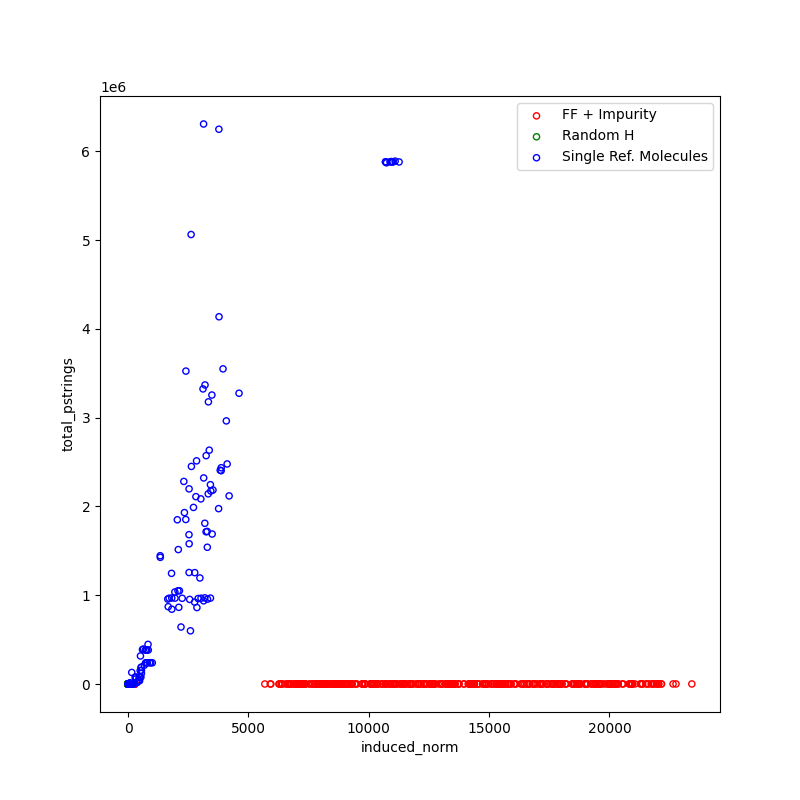 1e6
FF + Impurity
Random H
Single Ref. Molecules
6
5
4
3
2
1
0
total_pstrings
0
5000
10000
15000
20000
induced_norm